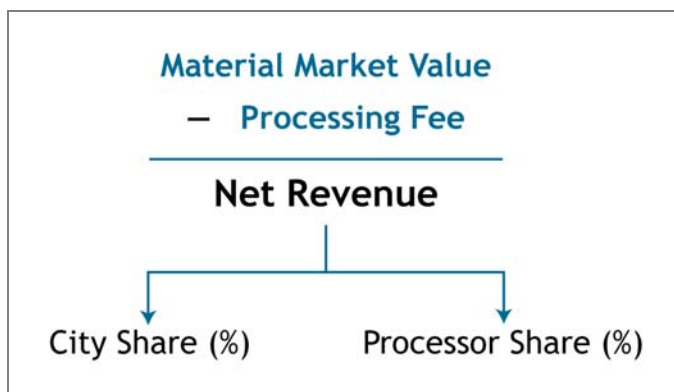 Material Market Value
– Processing Fee
Net Revenue
City Share (%) Processor Share (%)